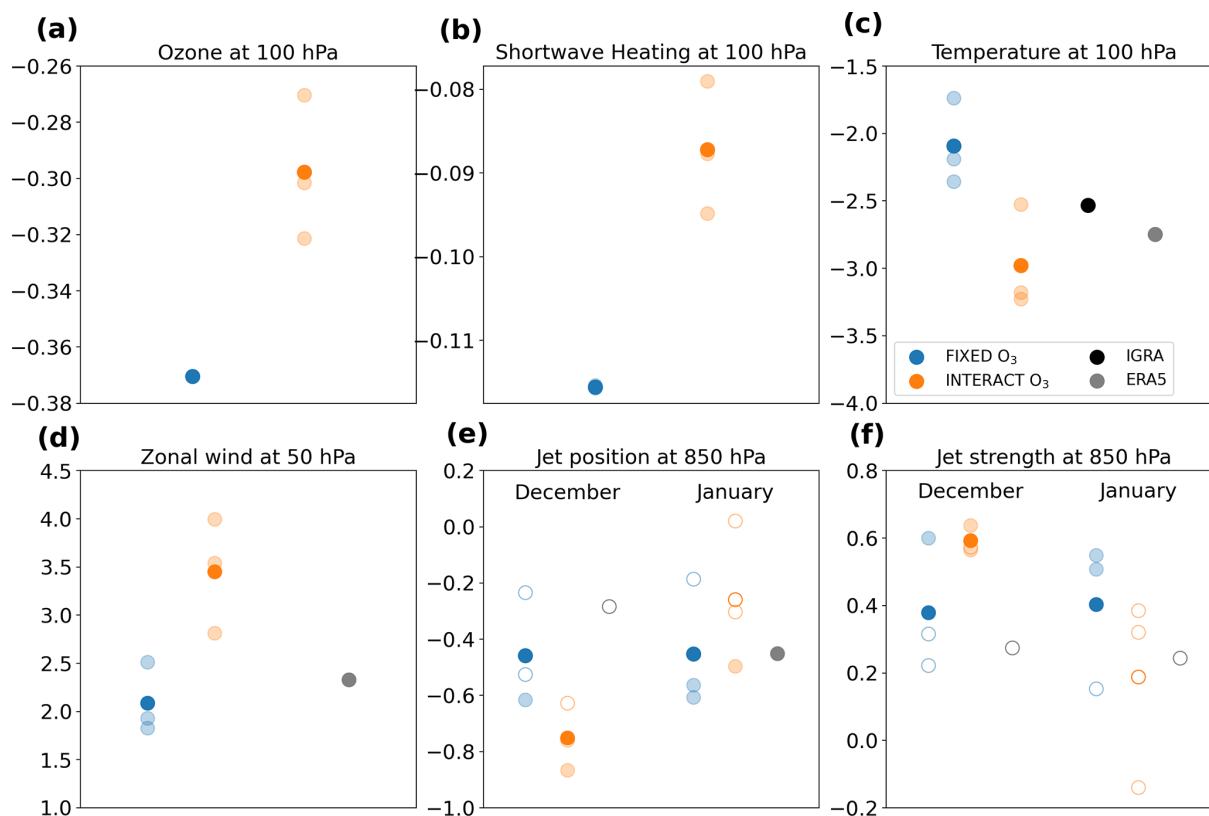 (a)
Ozone at 100 hPa
−0.26
−0.28
−0.30
−0.32
−0.34
−0.36
−0.38
(b)
Shortwave Heating at 100 hPa
−0.08
−0.09
−0.10
−0.11
(c)
Temperature at 100 hPa
−1.5
−2.0
−2.5
−3.0
−3.5
−4.0
FIXED O₃
INTERACT O₃
IGRA
ERA5
(d)
Zonal wind at 50 hPa
4.5
4.0
3.5
3.0
2.5
2.0
1.5
1.0
(e)
Jet position at 850 hPa
December January
0.2
0.0
−0.2
−0.4
−0.6
−0.8
−1.0
(f)
Jet strength at 850 hPa
December January
0.8
0.6
0.4
0.2
0.0
−0.2